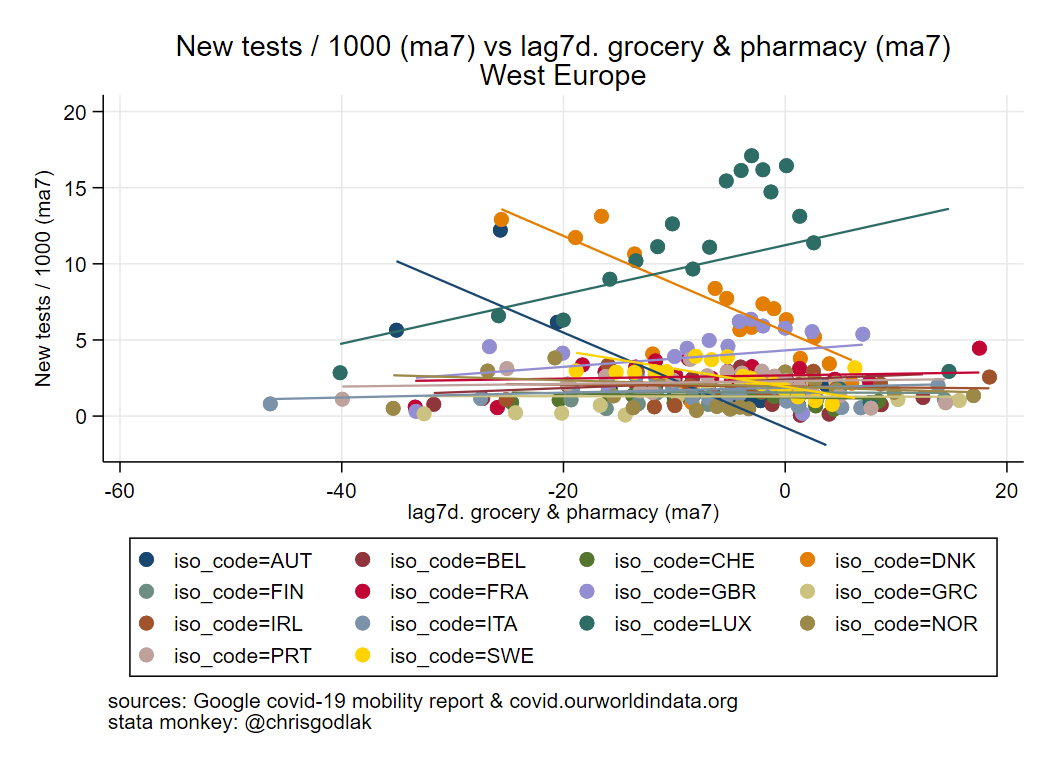 New tests / 1000 (ma7) vs lag7d. grocery & pharmacy (ma7)
West Europe
New tests / 1000 (ma7)
20
15
10
5
0
-60 -40 -20 0 20
lag7d. grocery & pharmacy (ma7)
iso_code=AUT iso_code=BEL iso_code=CHE iso_code=DNK
iso_code=FIN iso_code=FRA iso_code=GBR iso_code=GRC
iso_code=IRL iso_code=ITA iso_code=LUX iso_code=NOR
iso_code=PRT iso_code=SWE
sources: Google covid-19 mobility report & covid.ourworldindata.org
stata monkey: @chrisgodlak